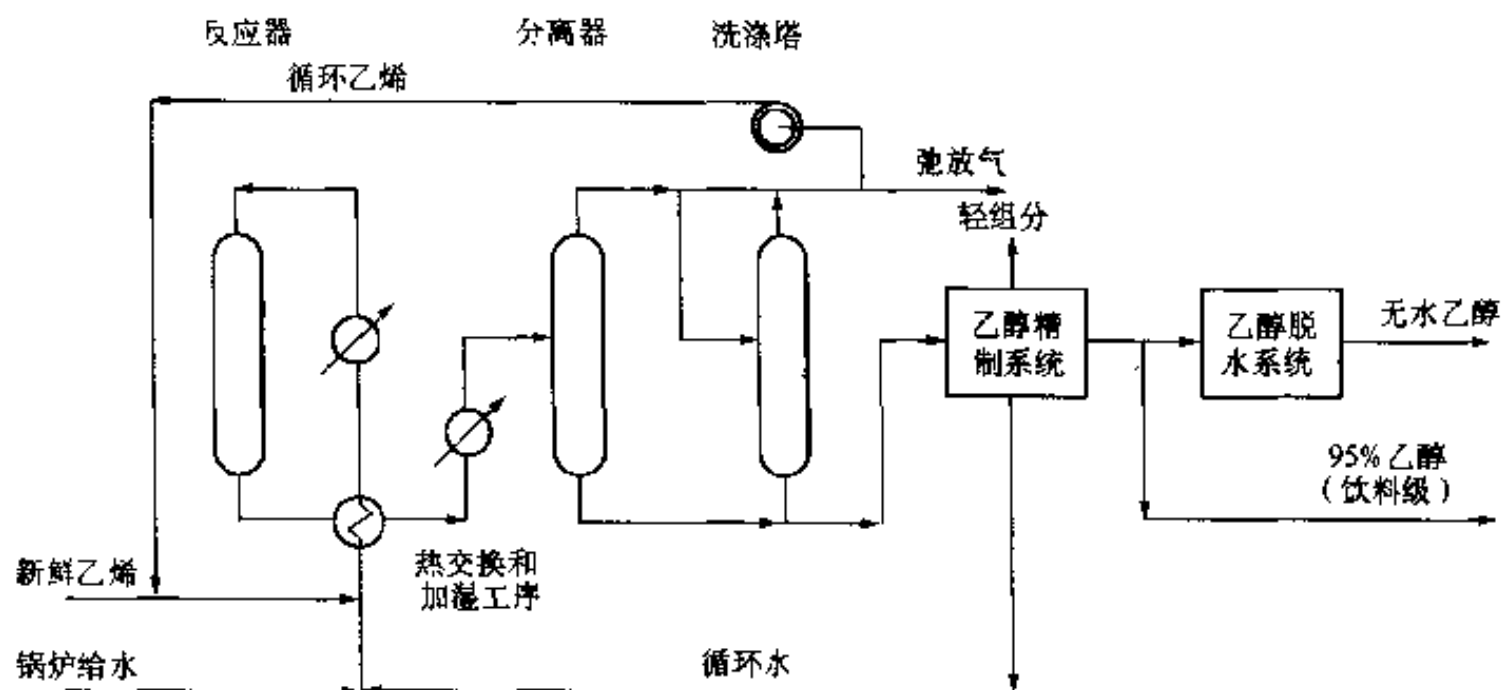 反应器 分离器 洗涤塔
循环乙烯
弛放气
轻组分
乙醇精
制系统
乙醇脱
水系统
无水乙醇
95%乙醇
(饮料级)
新鲜乙烯
热交换和
加湿工序
锅炉给水
循环水